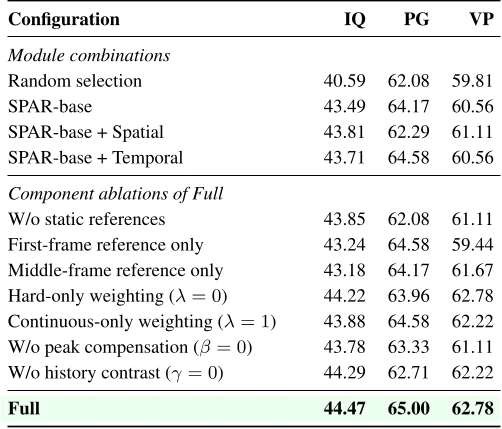 Configuration IQ PG VP
Module combinations
Random selection 40.59 62.08 59.81
SPAR-base 43.49 64.17 60.56
SPAR-base + Spatial 43.81 62.29 61.11
SPAR-base + Temporal 43.71 64.58 60.56
Component ablations of Full
W/o static references 43.85 62.08 61.11
First-frame reference only 43.24 64.58 59.44
Middle-frame reference only 43.18 64.17 61.67
Hard-only weighting (λ = 0) 44.22 63.96 62.78
Continuous-only weighting (λ = 1) 43.88 64.58 62.22
W/o peak compensation (β = 0) 43.78 63.33 61.11
W/o history contrast (γ = 0) 44.29 62.71 62.22
Full 44.47 65.00 62.78